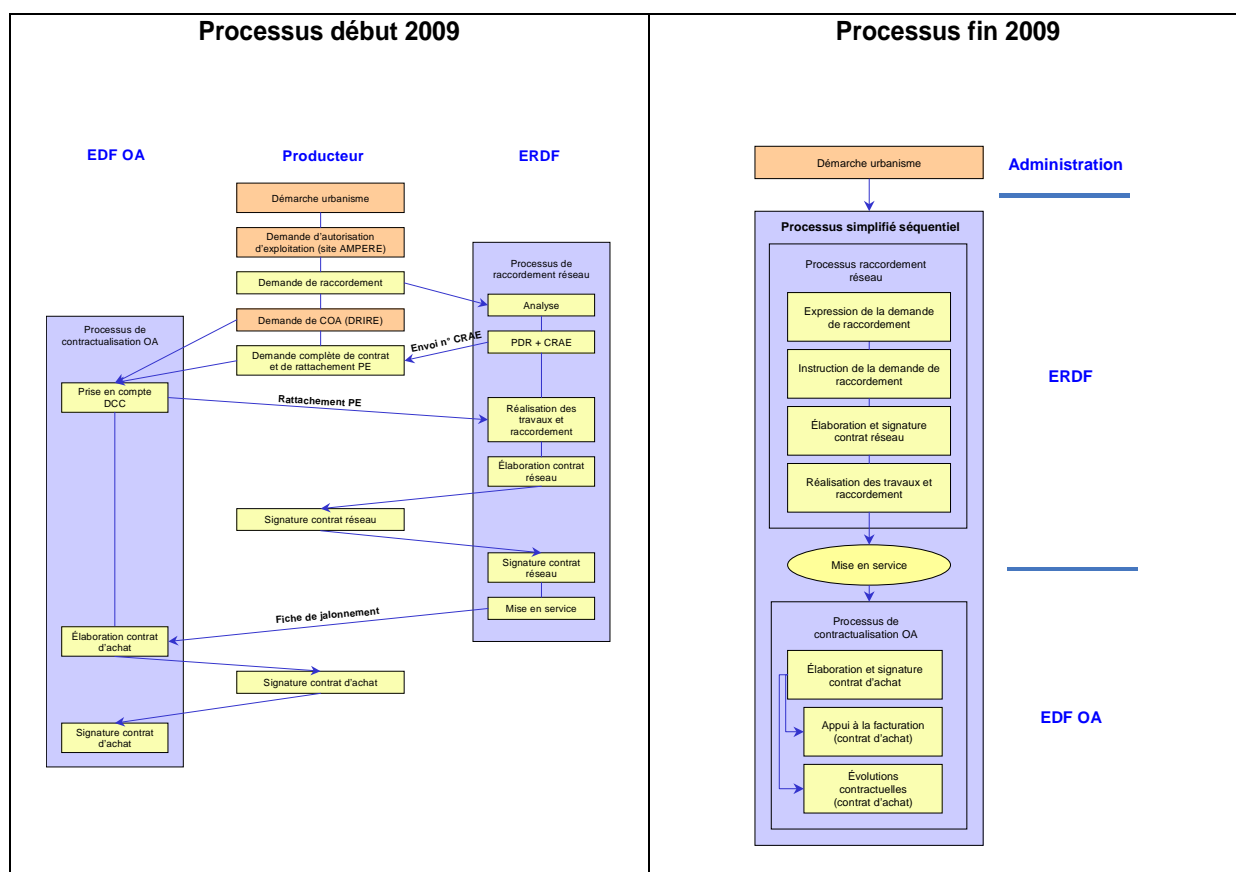 Processus début 2009
EDF OA
Producteur
ERDF
Démarche urbanisme
Demande d'autorisation
d'exploitation (site AMPERE)
Processus de
raccordement réseau
Demande de raccordement
Analyse
Processus de
contractualisation OA
Demande de COA (DRIRE)
Envoi n° CRAE
PDR + CRAE
Demande complète de contrat
et de rattachement PE
Prise en compte
DCC
Rattachement PE
Réalisation des
travaux et
raccordement
Élaboration contrat
réseau
Signature contrat réseau
Signature contrat
réseau
Mise en service
Fiche de jalonnement
Élaboration contrat
d'achat
Signature contrat d'achat
Signature contrat
d'achat
Processus fin 2009
Démarche urbanisme
Administration
Processus simplifié séquentiel
Processus raccordement
réseau
Expression de la demande
de raccordement
Instruction de la demande de
raccordement
ERDF
Élaboration et signature
contrat réseau
Réalisation des travaux et
raccordement
Mise en service
Processus de
contractualisation OA
Élaboration et signature
contrat d'achat
EDF OA
Appui à la facturation
(contrat d'achat)
Évolutions
contractuelles
(contrat d'achat)